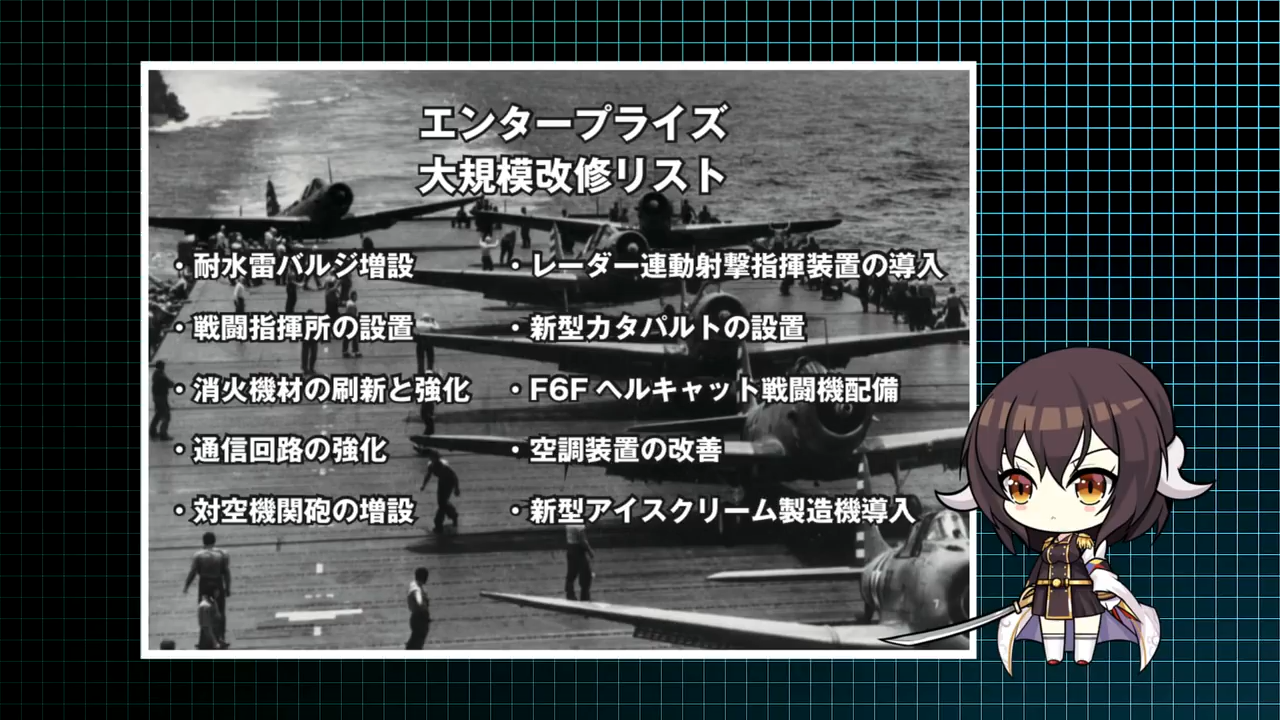 エンタープライズ
大規模改修リスト
・耐水雷バルジ増設
・戦闘指揮所の設置
・消火機材の刷新と強化
・通信回路の強化
・対空機関砲の増設
・レーダー連動射撃指揮装置の導入
・新型カタパルトの設置
・F6F ヘルキャット戦闘機配備
・空調装置の改善
・新型アイスクリーム製造機導入